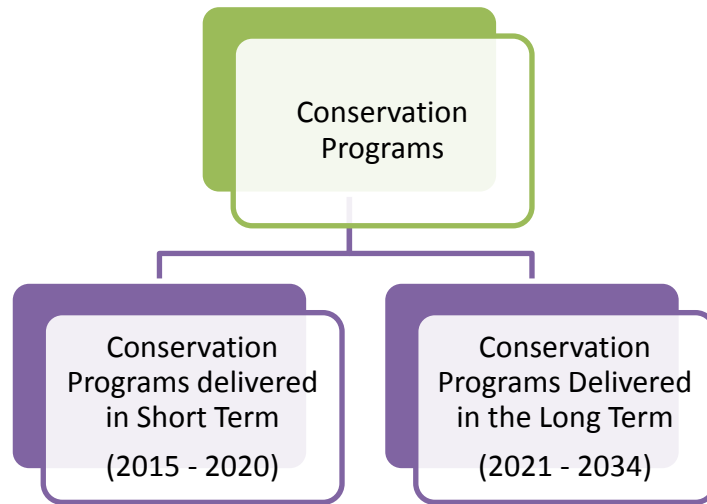 Conservation
Programs
Conservation
Programs delivered
in Short Term
(2015 - 2020)
Conservation
Programs Delivered
in the Long Term
(2021 - 2034)